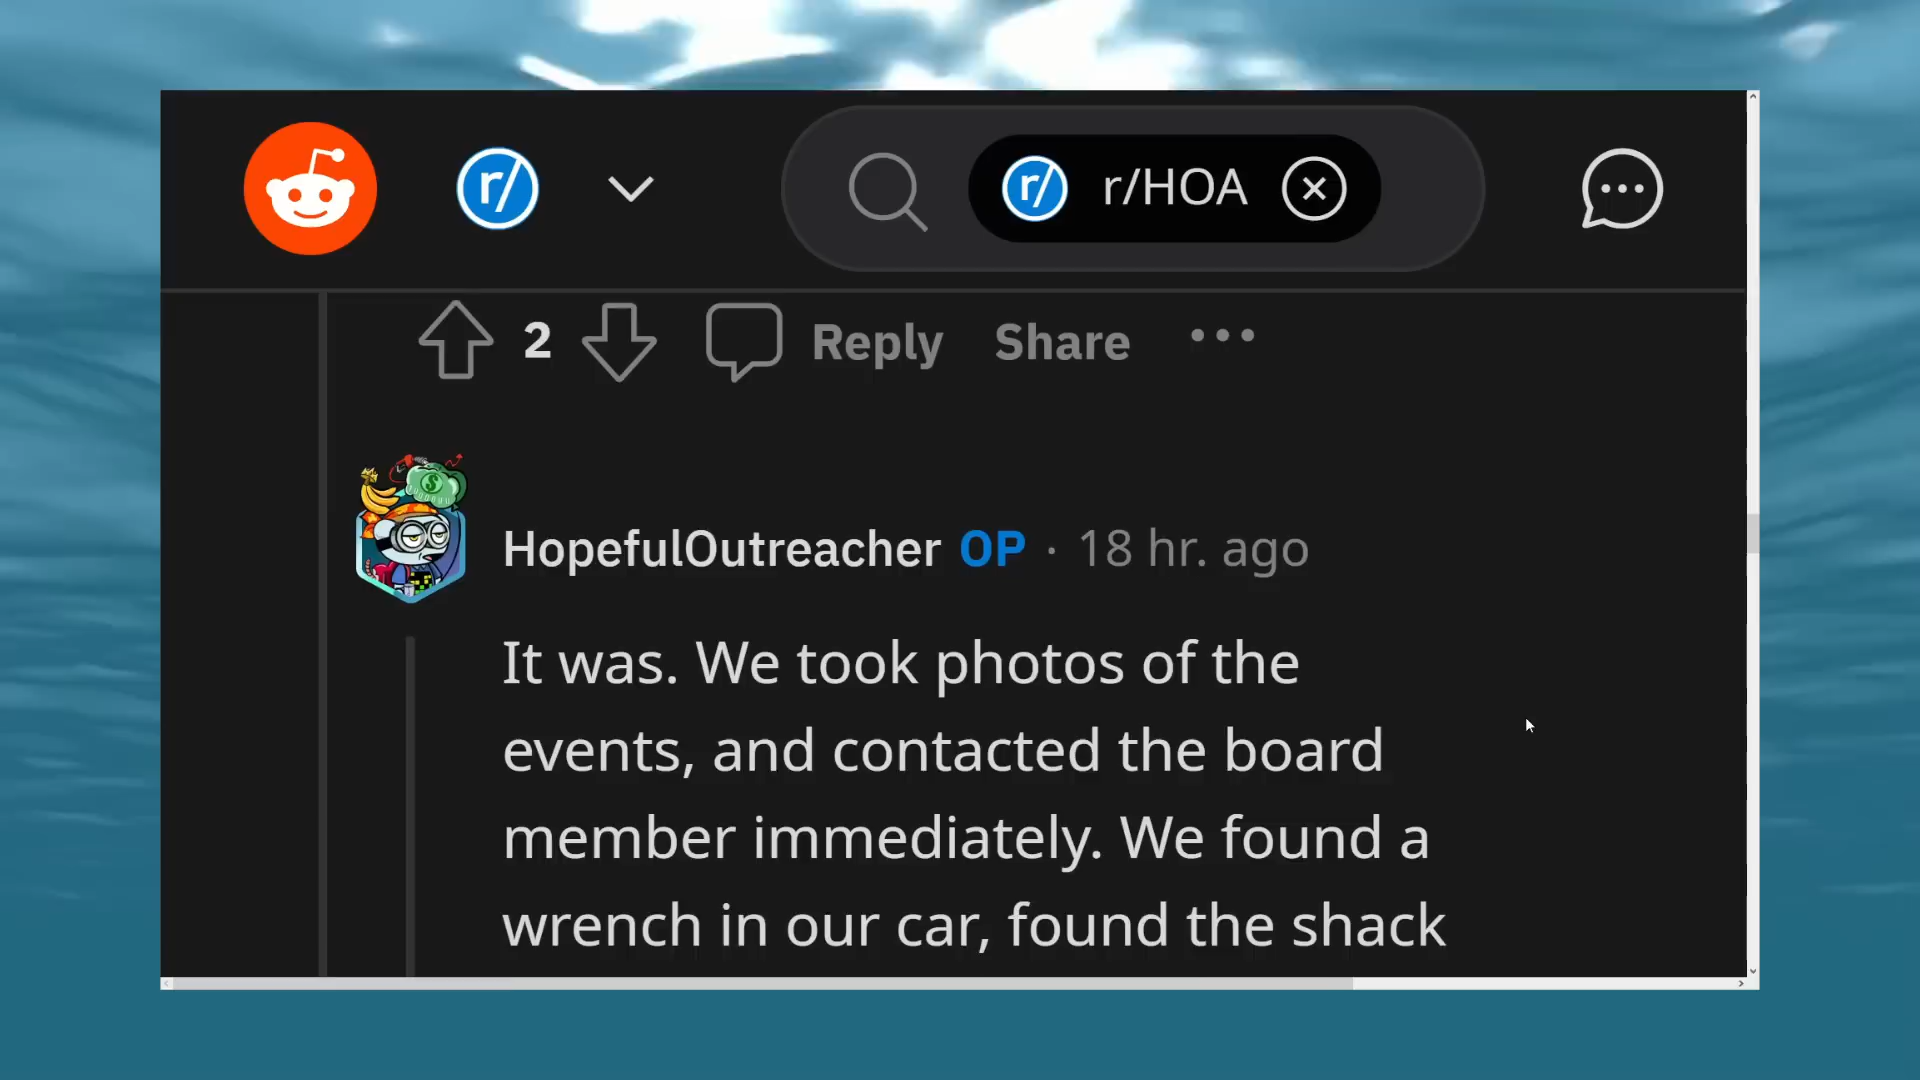 r/ r/ r/HOA
2 Reply Share
HopefulOutreacher OP · 18 hr. ago
It was. We took photos of the
events, and contacted the board
member immediately. We found a
wrench in our car, found the shack